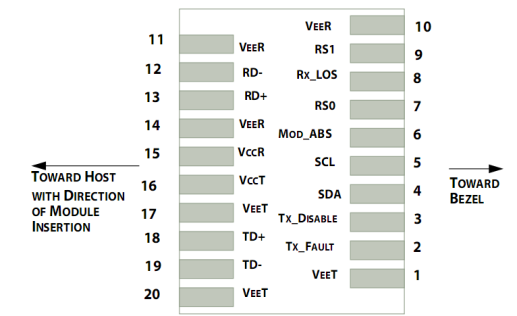 11 VEER
12 RD-
13 RD+
14 VEER
15 VCCR
16 VCCT
17 VEET
18 TD+
19 TD-
20 VEET
VEER 10
RS1 9
RX_LOS 8
RS0 7
MOD_ABS 6
SCL 5
SDA 4
TX_DISABLE 3
TX_FAULT 2
VEET 1
TOWARD HOST
WITH DIRECTION
OF MODULE
INSERTION
TOWARD
BEZEL